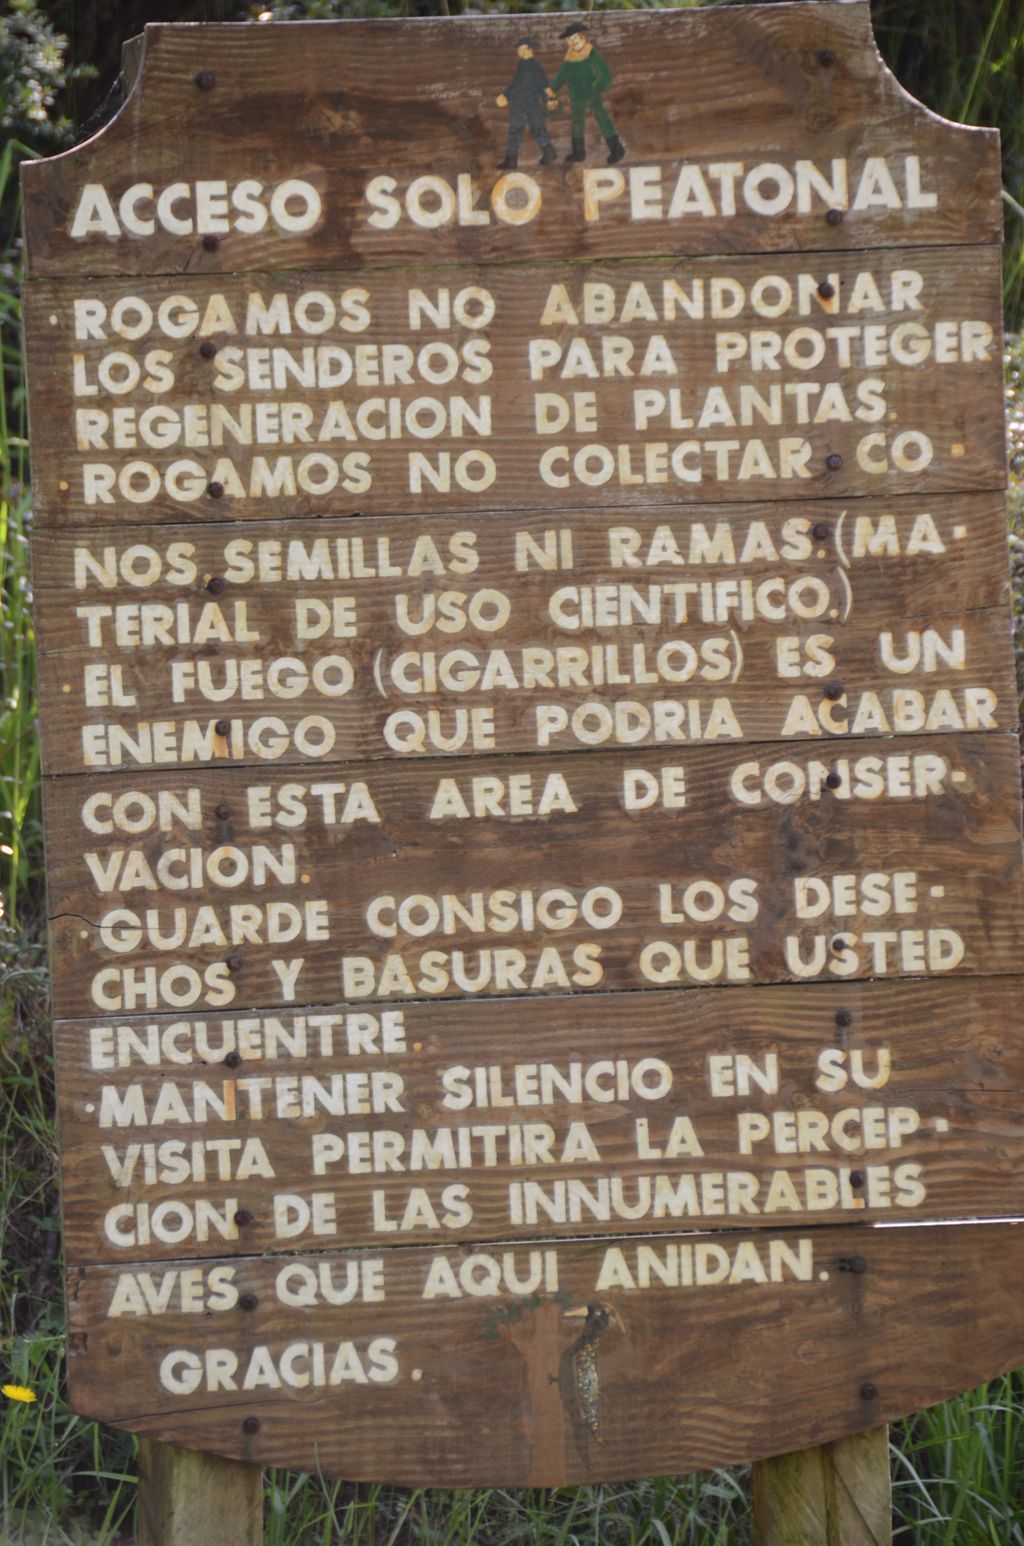 ACCESO SOLO PEATONAL
· ROGAMOS NO ABANDONAR
LOS SENDEROS PARA PROTEGER
REGENERACION DE PLANTAS.
· ROGAMOS NO COLECTAR CO ·
NOS, SEMILLAS NI RAMAS. (MA-
TERIAL DE USO CIENTIFICO.)
· EL FUEGO (CIGARRILLOS) ES UN
ENEMIGO QUE PODRIA ACABAR
CON ESTA AREA DE CONSER-
VACION.
· GUARDE CONSIGO LOS DESE-
CHOS Y BASURAS QUE USTED
ENCUENTRE.
· MANTENER SILENCIO EN SU
VISITA PERMITIRA LA PERCEP-
CION DE LAS INNUMERABLES
AVES QUE AQUI ANIDAN.
GRACIAS.